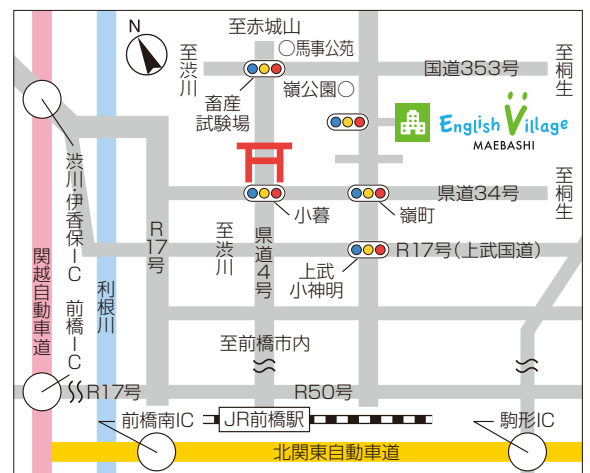 N
至赤城山
○馬事公苑
至渋川
国道353号
至桐生
畜産
試験場
嶺公園○
English Village
MAEBASHI
渋川・伊香保IC
R17号
至渋川
小暮
県道4号
嶺町
県道34号
至桐生
R17号(上武国道)
上武
小神明
関越自動車道
利根川
前橋IC
至前橋市内
R17号
R50号
前橋南IC
JR前橋駅
駒形IC
北関東自動車道